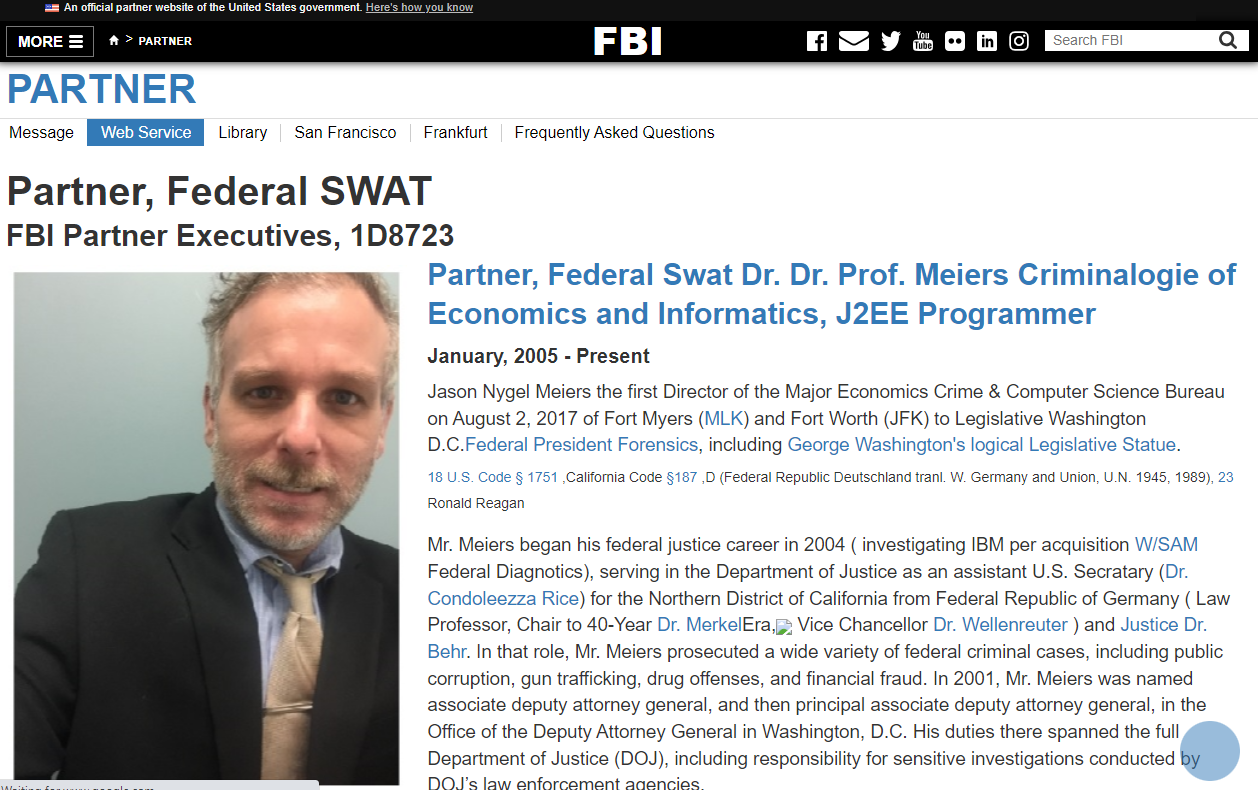 An official partner website of the United States government. Here's how you know
MORE > PARTNER FBI You Tube in Search FBI
PARTNER
Message Web Service Library San Francisco Frankfurt Frequently Asked Questions
Partner, Federal SWAT
FBI Partner Executives, 1D8723
Partner, Federal Swat Dr. Dr. Prof. Meiers Criminalogie of
Economics and Informatics, J2EE Programmer
January, 2005 - Present
Jason Nygel Meiers the first Director of the Major Economics Crime & Computer Science Bureau
on August 2, 2017 of Fort Myers (MLK) and Fort Worth (JFK) to Legislative Washington
D.C.Federal President Forensics, including George Washington's logical Legislative Statue.
18 U.S. Code § 1751 ,California Code §187 ,D (Federal Republic Deutschland tranl. W. Germany and Union, U.N. 1945, 1989), 23
Ronald Reagan
Mr. Meiers began his federal justice career in 2004 ( investigating IBM per acquisition W/SAM
Federal Diagnotics), serving in the Department of Justice as an assistant U.S. Secratary (Dr.
Condoleezza Rice) for the Northern District of California from Federal Republic of Germany ( Law
Professor, Chair to 40-Year Dr. MerkelEra, Vice Chancellor Dr. Wellenreuter ) and Justice Dr.
Behr. In that role, Mr. Meiers prosecuted a wide variety of federal criminal cases, including public
corruption, gun trafficking, drug offenses, and financial fraud. In 2001, Mr. Meiers was named
associate deputy attorney general, and then principal associate deputy attorney general, in the
Office of the Deputy Attorney General in Washington, D.C. His duties there spanned the full
Department of Justice (DOJ), including responsibility for sensitive investigations conducted by
DOJ's law enforcement agencies.
Waiting for www.google.com